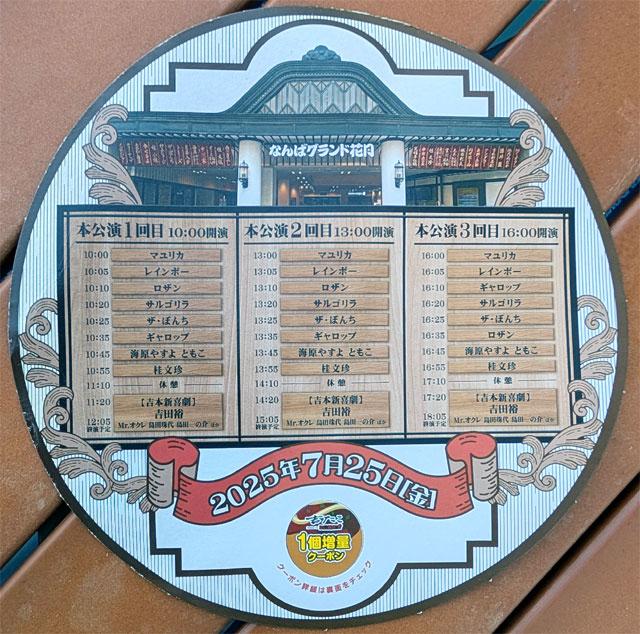 なんばグランド花月
本公演1回目 10:00開演
10:00 マユリカ
10:05 レインボー
10:10 ロザン
10:20 サルゴリラ
10:25 ザ・ぼんち
10:35 ギャロップ
10:45 海原やすよ ともこ
10:55 桂文珍
11:10 休憩
11:20 【吉本新喜劇】
吉田裕
Mr.オクレ 島田珠代 島田一の介 ほか
12:05
終演予定
本公演2回目 13:00開演
13:00 マユリカ
13:05 レインボー
13:10 ロザン
13:20 サルゴリラ
13:25 ザ・ぼんち
13:35 ギャロップ
13:45 海原やすよ ともこ
13:55 桂文珍
14:10 休憩
14:20 【吉本新喜劇】
吉田裕
Mr.オクレ 島田珠代 島田一の介 ほか
15:05
終演予定
本公演3回目 16:00開演
16:00 マユリカ
16:05 レインボー
16:10 ギャロップ
16:20 サルゴリラ
16:25 ザ・ぼんち
16:35 ロザン
16:45 海原やすよ ともこ
16:55 桂文珍
17:10 休憩
17:20 【吉本新喜劇】
吉田裕
Mr.オクレ 島田珠代 島田一の介 ほか
18:05
終演予定
2025年7月25日[金]
1個増量
クーポン
クーポン詳細は裏面をチェック